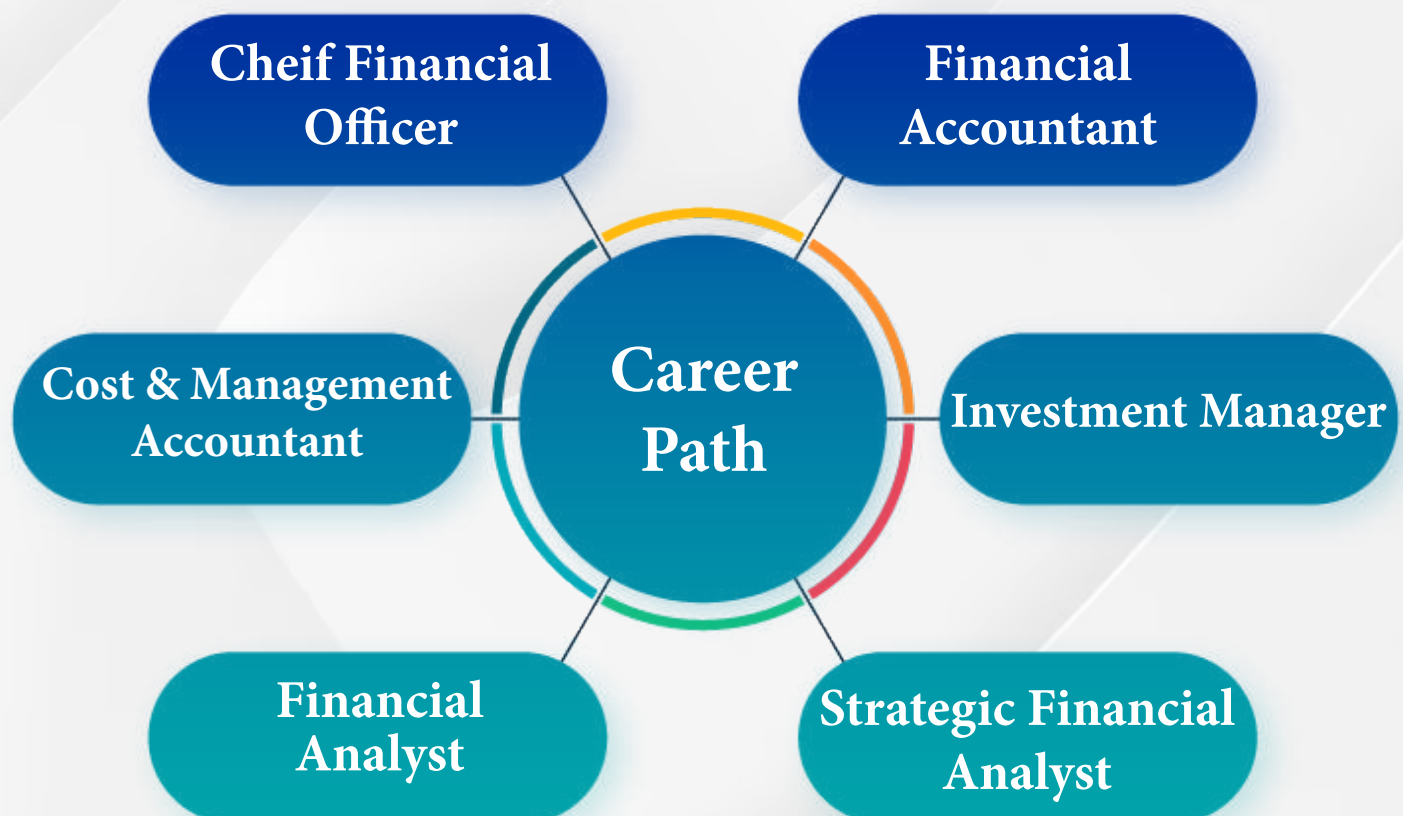 Cheif Financial
Officer
Financial
Accountant
Career
Path
Cost & Management
Accountant
Investment Manager
Financial
Analyst
Strategic Financial
Analyst